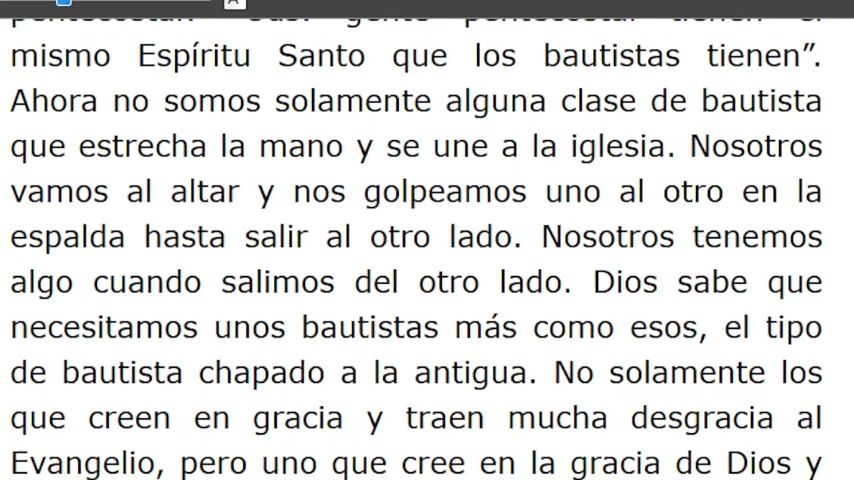 mismo Espíritu Santo que los bautistas tienen”.
Ahora no somos solamente alguna clase de bautista
que estrecha la mano y se une a la iglesia. Nosotros
vamos al altar y nos golpeamos uno al otro en la
espalda hasta salir al otro lado. Nosotros tenemos
algo cuando salimos del otro lado. Dios sabe que
necesitamos unos bautistas más como esos, el tipo
de bautista chapado a la antigua. No solamente los
que creen en gracia y traen mucha desgracia al
Evangelio, pero uno que cree en la gracia de Dios y